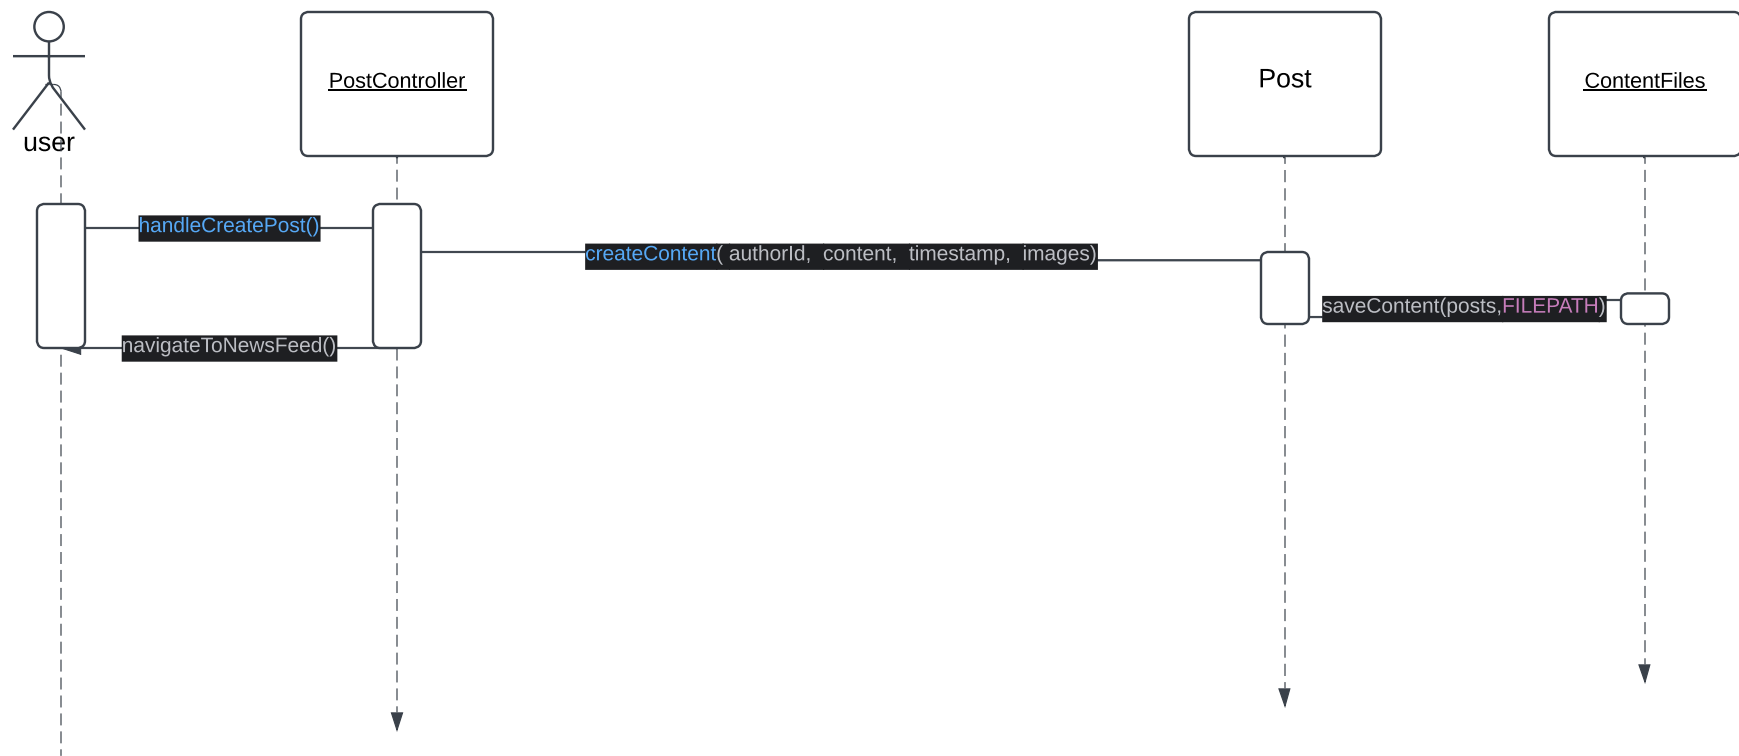 PostController
Post
ContentFiles
user
handleCreatePost()
createContent( authorId,  content,  timestamp,  images)
saveContent(posts,FILEPATH)
navigateToNewsFeed()